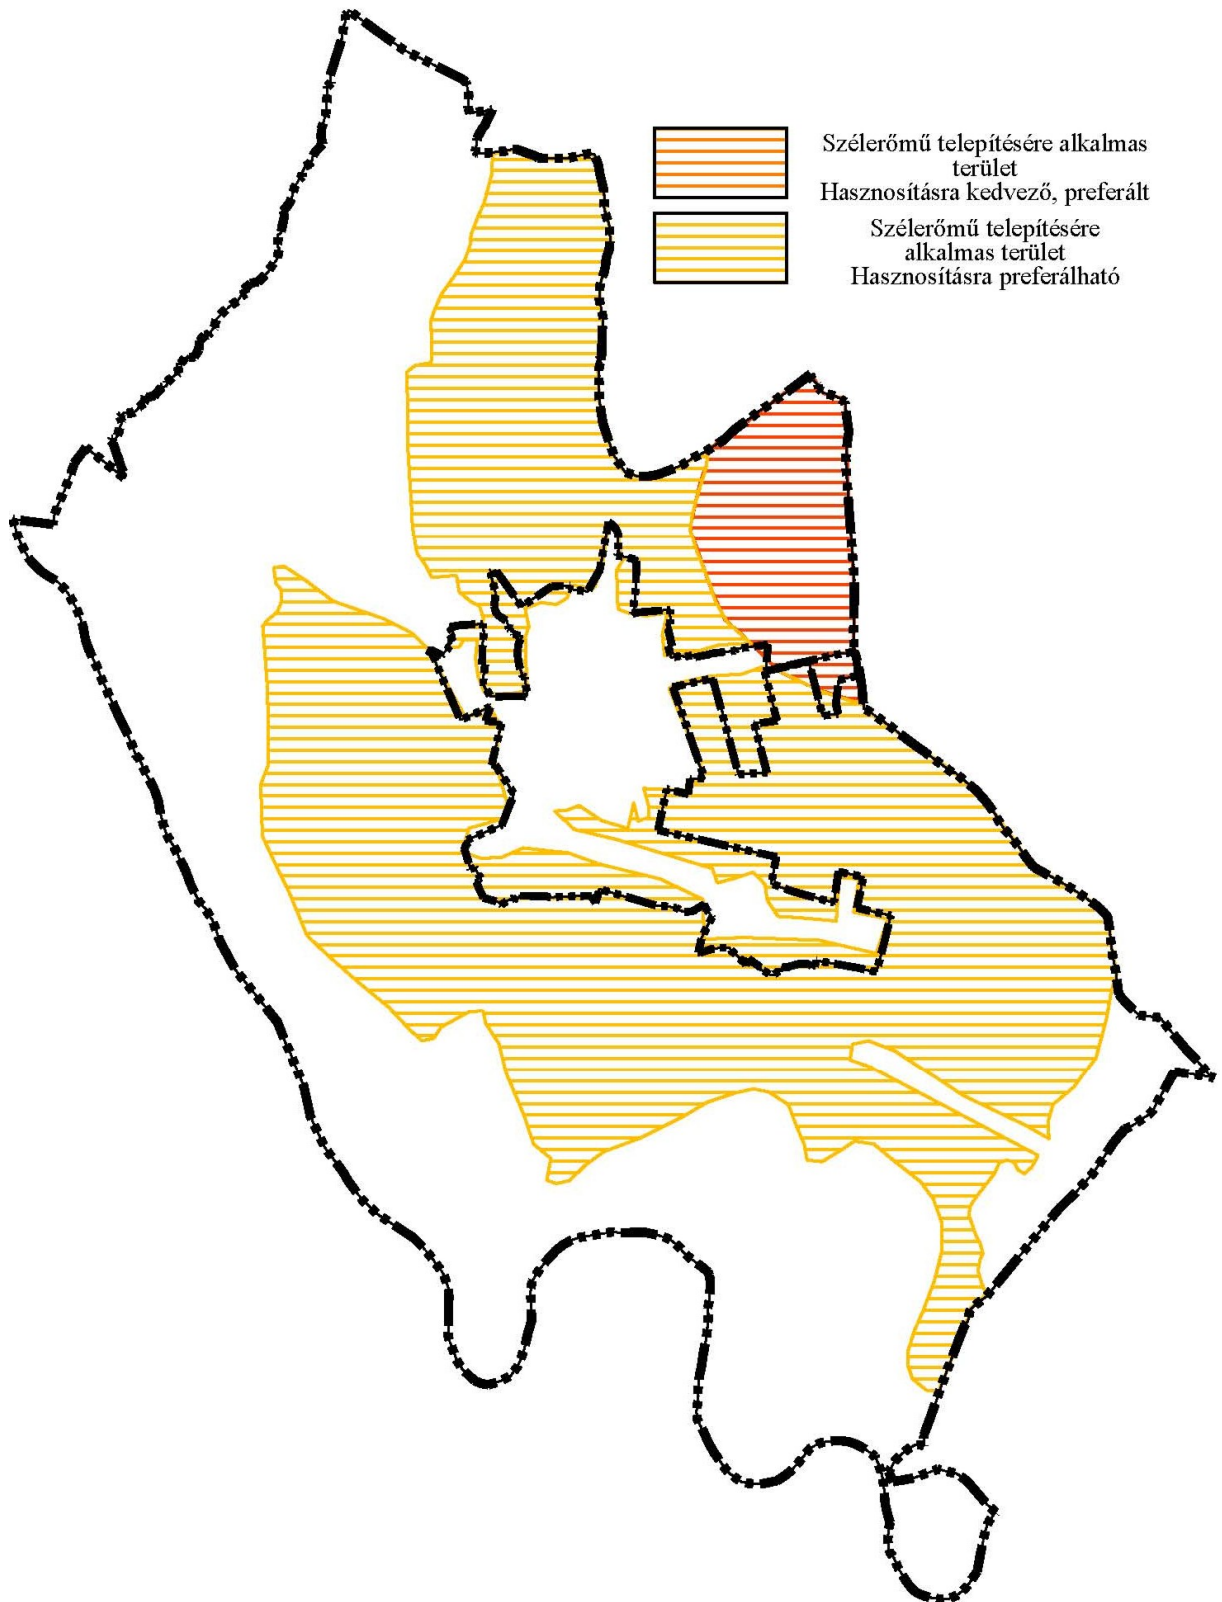 Szélerőmű telepítésére alkalmas
terület
Hasznosításra kedvező, preferált
Szélerőmű telepítésére
alkalmas terület
Hasznosításra preferálható